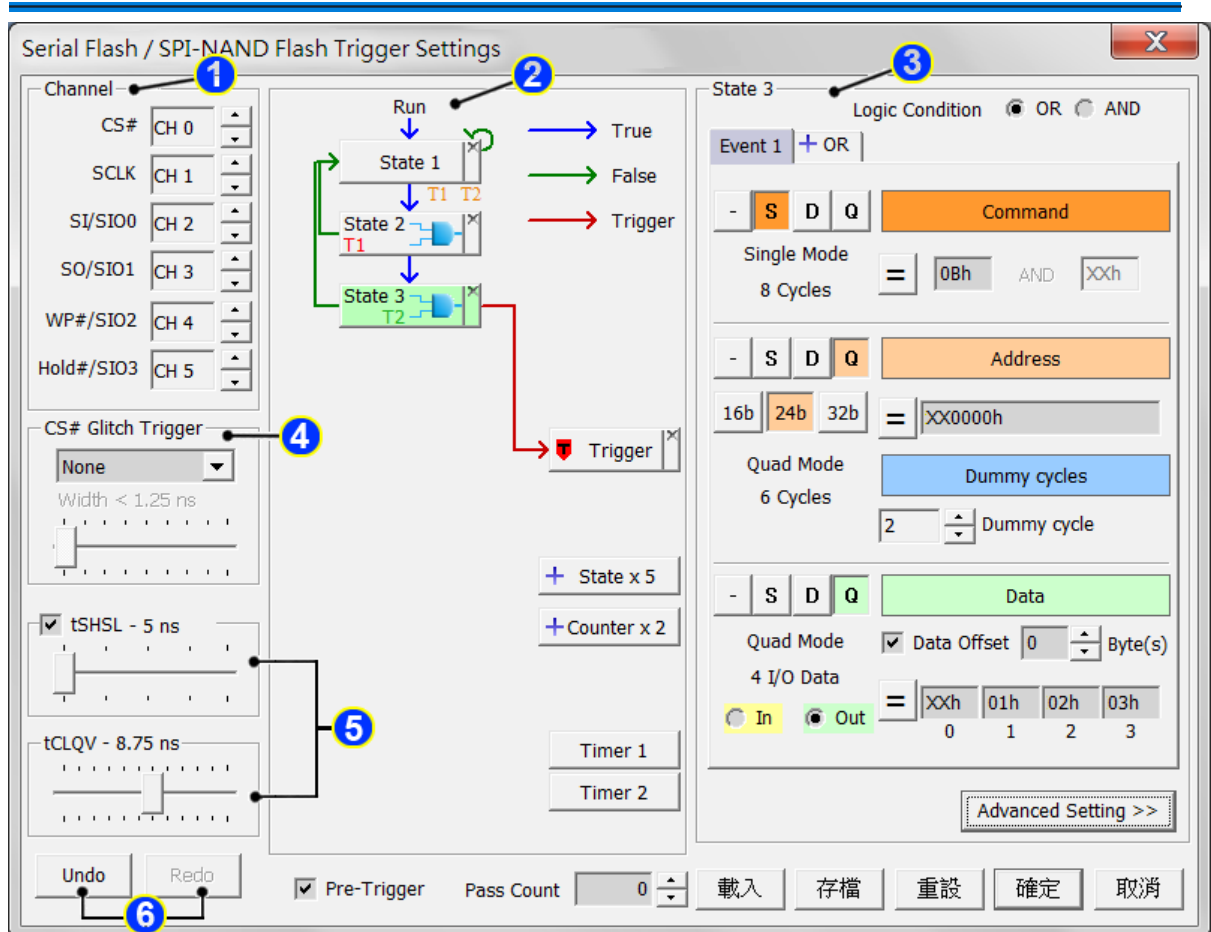 Serial Flash / SPI-NAND Flash Trigger Settings
X
1
2
3
Channel
CS# CH 0
SCLK CH 1
SI/SIO0 CH 2
SO/SIO1 CH 3
WP#/SIO2 CH 4
Hold#/SIO3 CH 5
CS# Glitch Trigger
4
None
Width < 1.25 ns
tSHSL - 5 ns
5
tCLQV - 8.75 ns
Undo Redo
6
Run
True
False
Trigger
State 1
T1 T2
State 2
T1
State 3
T2
T Trigger
+ State x 5
+ Counter x 2
Timer 1
Timer 2
State 3
Logic Condition OR AND
Event 1 + OR
- S D Q Command
Single Mode
8 Cycles
= 0Bh AND XXh
- S D Q Address
16b 24b 32b = XX0000h
Quad Mode
6 Cycles
Dummy cycles
2 Dummy cycle
- S D Q Data
Quad Mode
4 I/O Data
Data Offset 0 Byte(s)
In Out
= XXh 01h 02h 03h
0 1 2 3
Advanced Setting >>
Pre-Trigger Pass Count 0 載入 存檔 重設 確定 取消